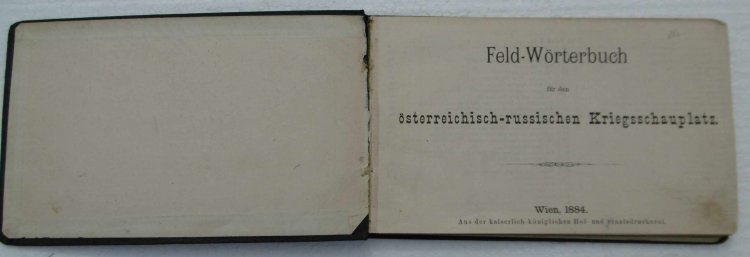 Feld-Wörterbuch
für den
österreichisch-russischen Kriegsschauplatz.
Wien, 1884.
Aus der kaiserlich-königlichen Hof- und Staatsdruckerei.